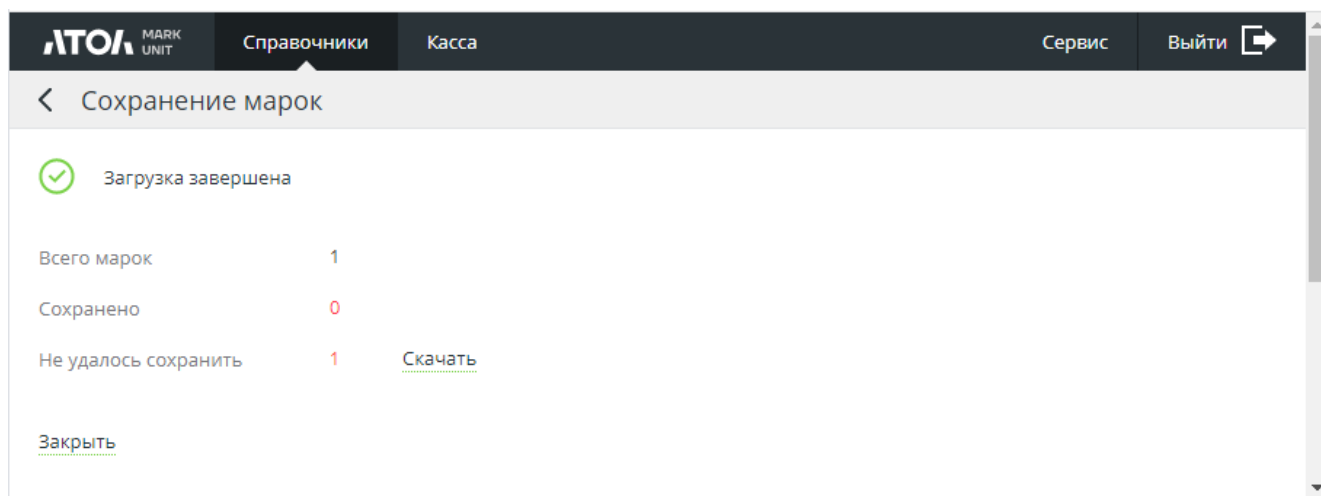 АТОЛ MARK UNIT Справочники Касса Сервис Выйти
Сохранение марок
Загрузка завершена
Всего марок 1
Сохранено 0
Не удалось сохранить 1 Скачать
Закрыть